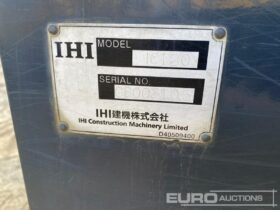 IHI
MODEL
SERIAL NO.
IHI建機株式会社
IHI Construction Machinery Limited
D40509400
EURO
AUCTIONS